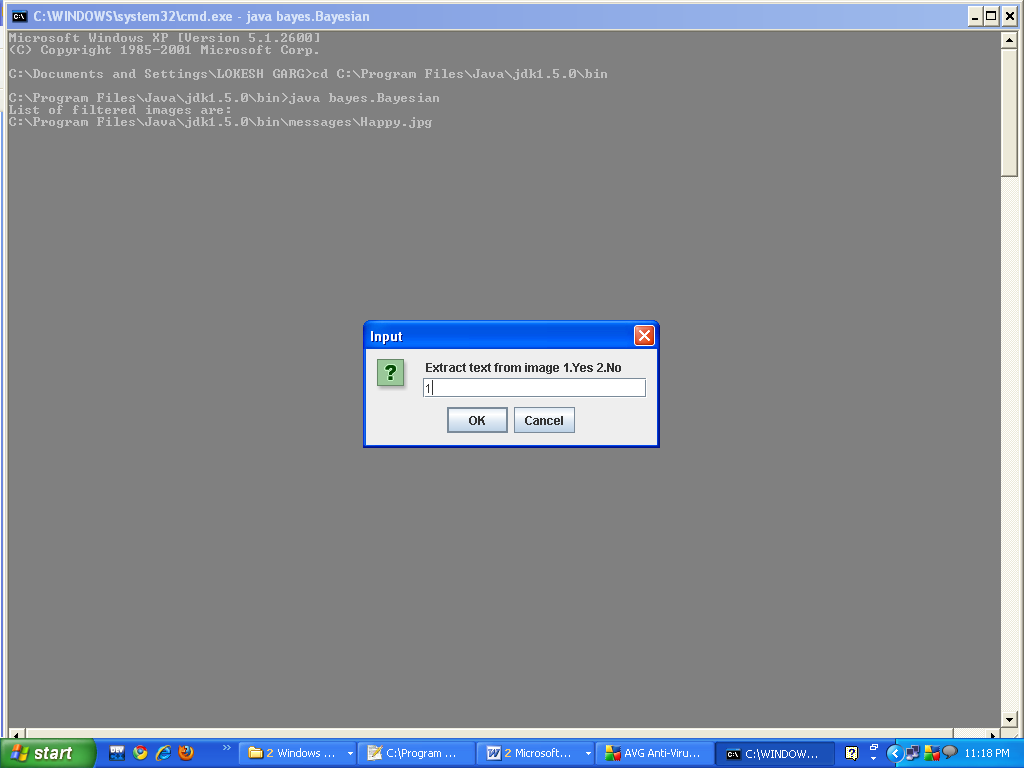 C:\WINDOWS\system32\cmd.exe - java bayes.Bayesian
Microsoft Windows XP [Version 5.1.2600]
(C) Copyright 1985-2001 Microsoft Corp.
C:\Documents and Settings\LOKESH GARG>cd C:\Program Files\Java\jdk1.5.0\bin
C:\Program Files\Java\jdk1.5.0\bin>java bayes.Bayesian
List of filtered images are:
C:\Program Files\Java\jdk1.5.0\bin\messages\Happy.jpg
Input
? Extract text from image 1.Yes 2.No
1
OK Cancel
start » 2 Windows ... C:\Program ... 2 Microsoft... AVG Anti-Viru... C:\WINDOW... 11:18 PM